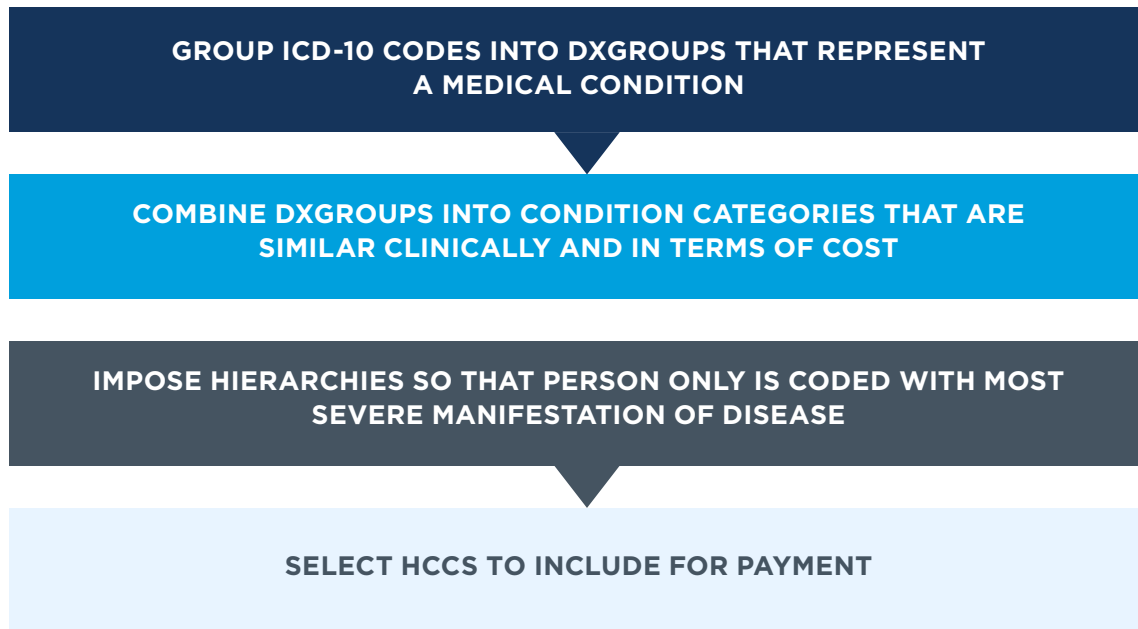 GROUP ICD-10 CODES INTO DXGROUPS THAT REPRESENT
A MEDICAL CONDITION
COMBINE DXGROUPS INTO CONDITION CATEGORIES THAT ARE
SIMILAR CLINICALLY AND IN TERMS OF COST
IMPOSE HIERARCHIES SO THAT PERSON ONLY IS CODED WITH MOST
SEVERE MANIFESTATION OF DISEASE
SELECT HCCS TO INCLUDE FOR PAYMENT